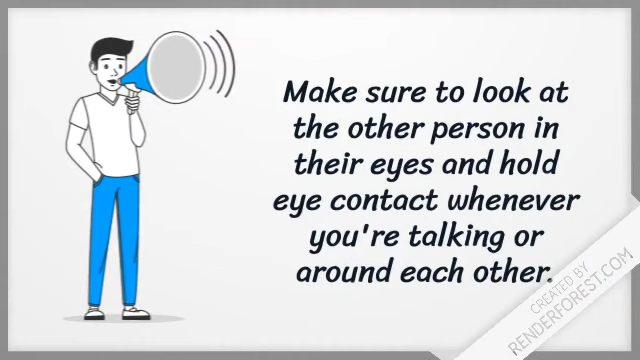 Make sure to look at
the other person in
their eyes and hold
eye contact whenever
you're talking or
around each other.
CREATED BY
RENDERFOREST.COM